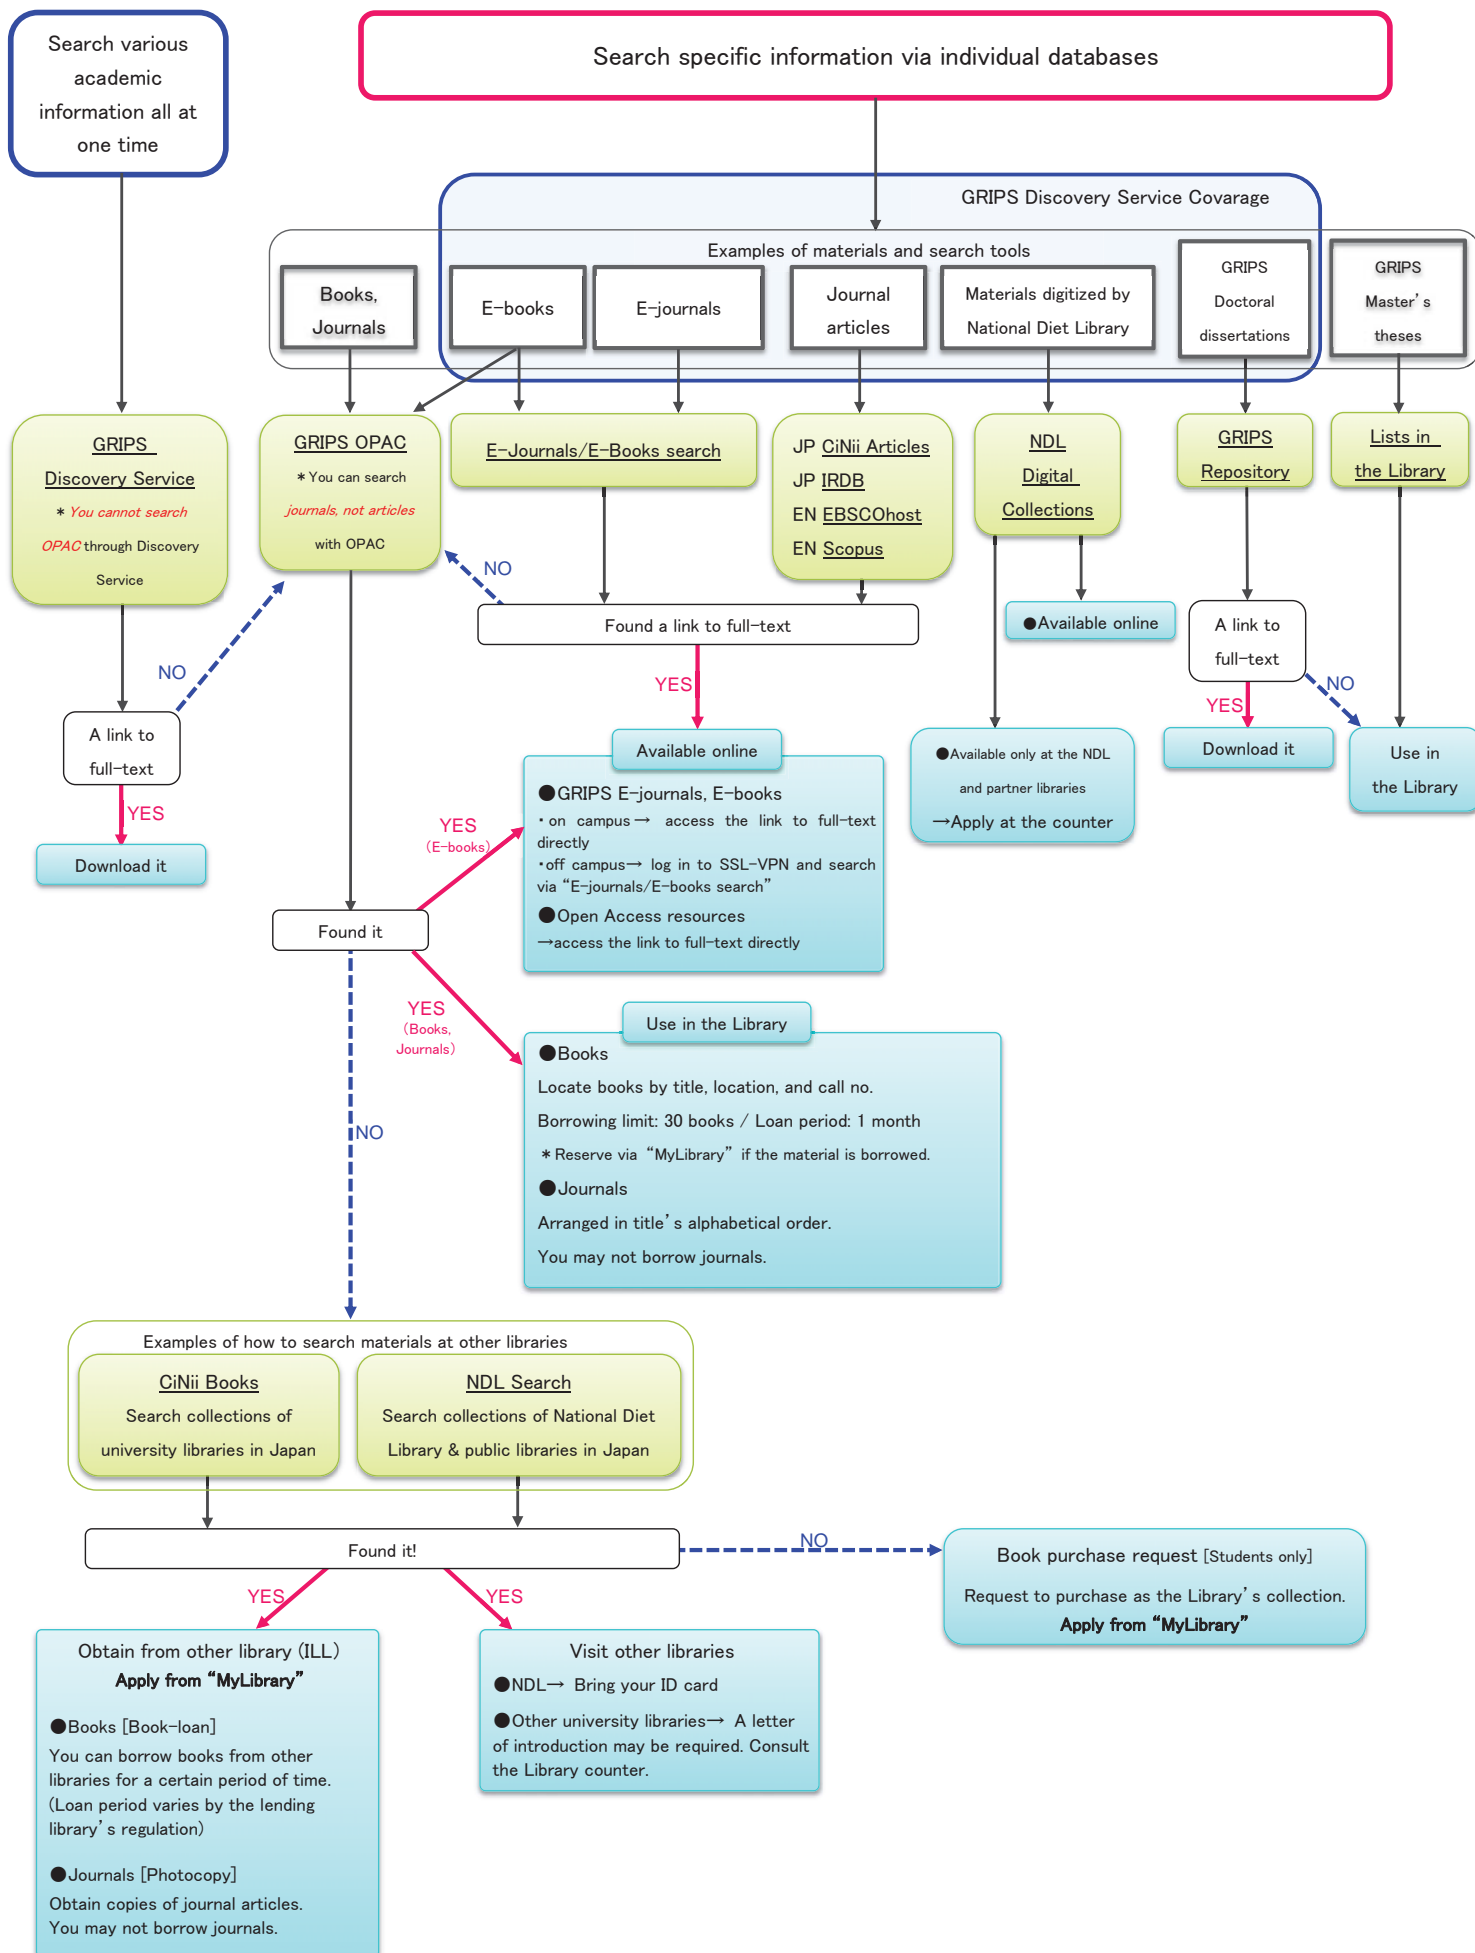 Search various
academic
information all at
one time
Search specific information via individual databases
GRIPS Discovery Service Covarage
Examples of materials and search tools
Books,
Journals
E-books
E-journals
Journal
articles
Materials digitized by
National Diet Library
GRIPS
Doctoral
dissertations
GRIPS
Master's
theses
GRIPS
Discovery Service
* You cannot search
OPAC through Discovery
Service
GRIPS OPAC
* You can search
journals, not articles
with OPAC
E-Journals/E-Books search
JP CiNii Articles
JP IRDB
EN EBSCOhost
EN Scopus
NDL
Digital
Collections
GRIPS
Repository
Lists in
the Library
NO
NO
Found a link to full-text
●Available online
A link to
full-text
NO
YES
YES
A link to
full-text
YES
Download it
●Available only at the NDL
and partner libraries
→Apply at the counter
Download it
Use in
the Library
Available online
●GRIPS E-journals, E-books
・on campus→ access the link to full-text
directly
・off campus→ log in to SSL-VPN and search
via “E-journals/E-books search”
●Open Access resources
→access the link to full-text directly
YES
(E-books)
Found it
YES
(Books,
Journals)
NO
Use in the Library
●Books
Locate books by title, location, and call no.
Borrowing limit: 30 books / Loan period: 1 month
* Reserve via “MyLibrary” if the material is borrowed.
●Journals
Arranged in title's alphabetical order.
You may not borrow journals.
Examples of how to search materials at other libraries
CiNii Books
Search collections of
university libraries in Japan
NDL Search
Search collections of National Diet
Library & public libraries in Japan
Found it!
NO
YES
YES
Book purchase request [Students only]
Request to purchase as the Library's collection.
Apply from “MyLibrary”
Obtain from other library (ILL)
Apply from “MyLibrary”
●Books [Book-loan]
You can borrow books from other
libraries for a certain period of time.
(Loan period varies by the lending
library's regulation)
●Journals [Photocopy]
Obtain copies of journal articles.
You may not borrow journals.
Visit other libraries
●NDL→ Bring your ID card
●Other university libraries→ A letter
of introduction may be required. Consult
the Library counter.